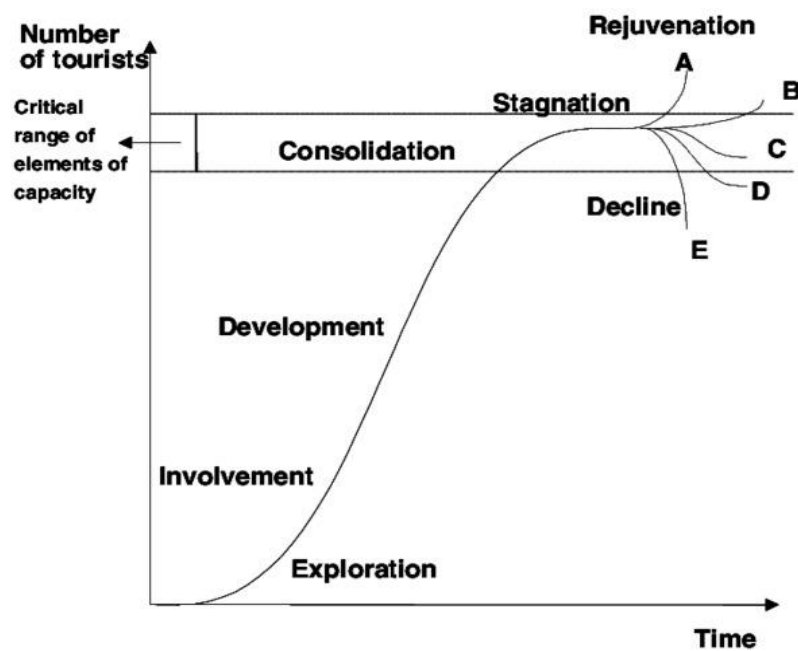 Number
of tourists
Rejuvenation
A
B
Critical
range of
elements of
capacity
Stagnation
Consolidation
C
D
Decline
E
Development
Involvement
Exploration
Time